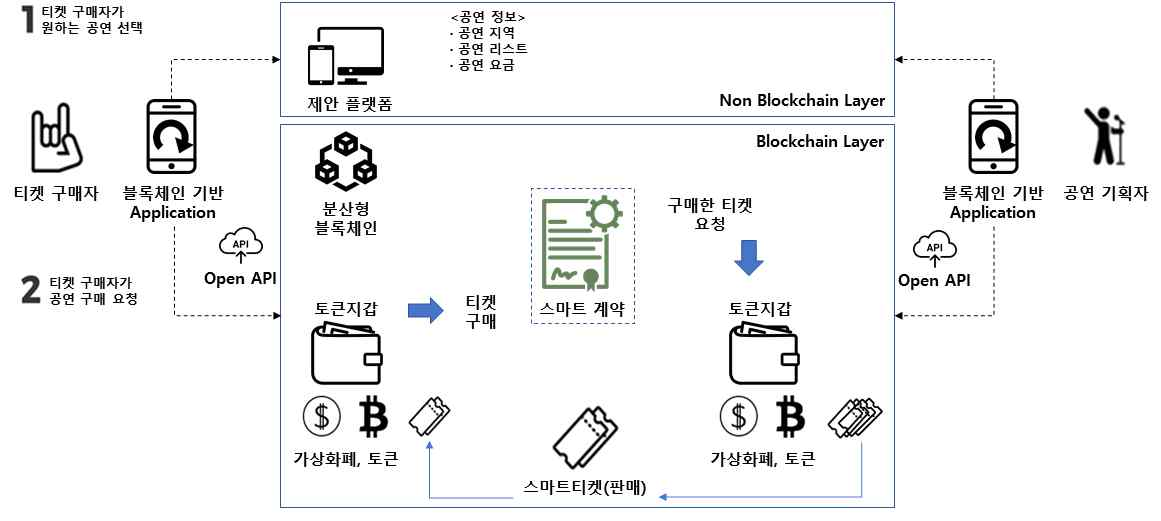 1 티켓 구매자가
원하는 공연 선택
<공연 정보>
· 공연 지역
· 공연 리스트
· 공연 요금
제안 플랫폼
Non Blockchain Layer
Blockchain Layer
티켓 구매자
블록체인 기반
Application
API
Open API
2 티켓 구매자가
공연 구매 요청
분산형
블록체인
스마트 계약
구매한 티켓
요청
토큰지갑
티켓
구매
토큰지갑
가상화폐, 토큰
스마트티켓(판매)
가상화폐, 토큰
블록체인 기반
Application
공연 기획자
API
Open API